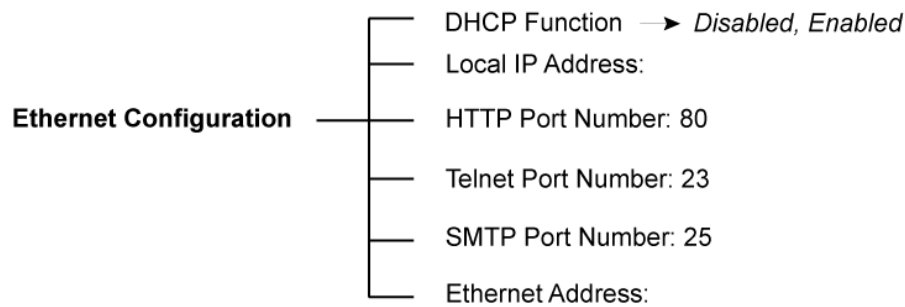 DHCP Function → Disabled, Enabled
Local IP Address:
Ethernet Configuration
HTTP Port Number: 80
Telnet Port Number: 23
SMTP Port Number: 25
Ethernet Address: